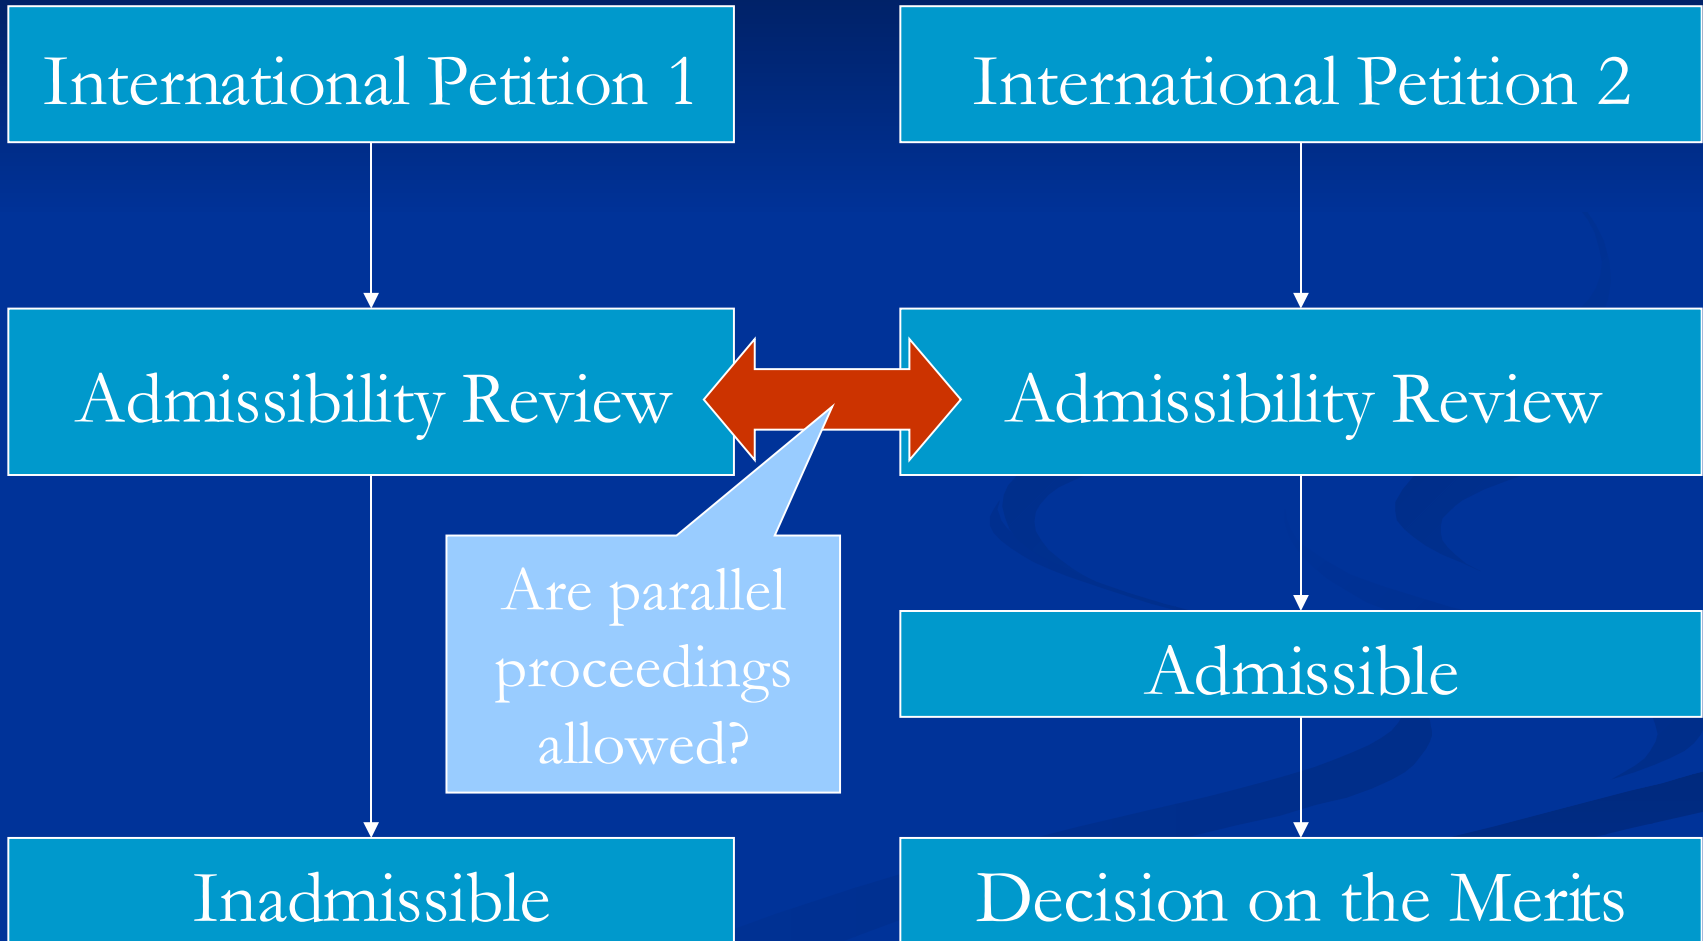 International Petition 1
International Petition 2
Admissibility Review
Admissibility Review
Are parallel
proceedings
allowed?
Admissible
Inadmissible
Decision on the Merits